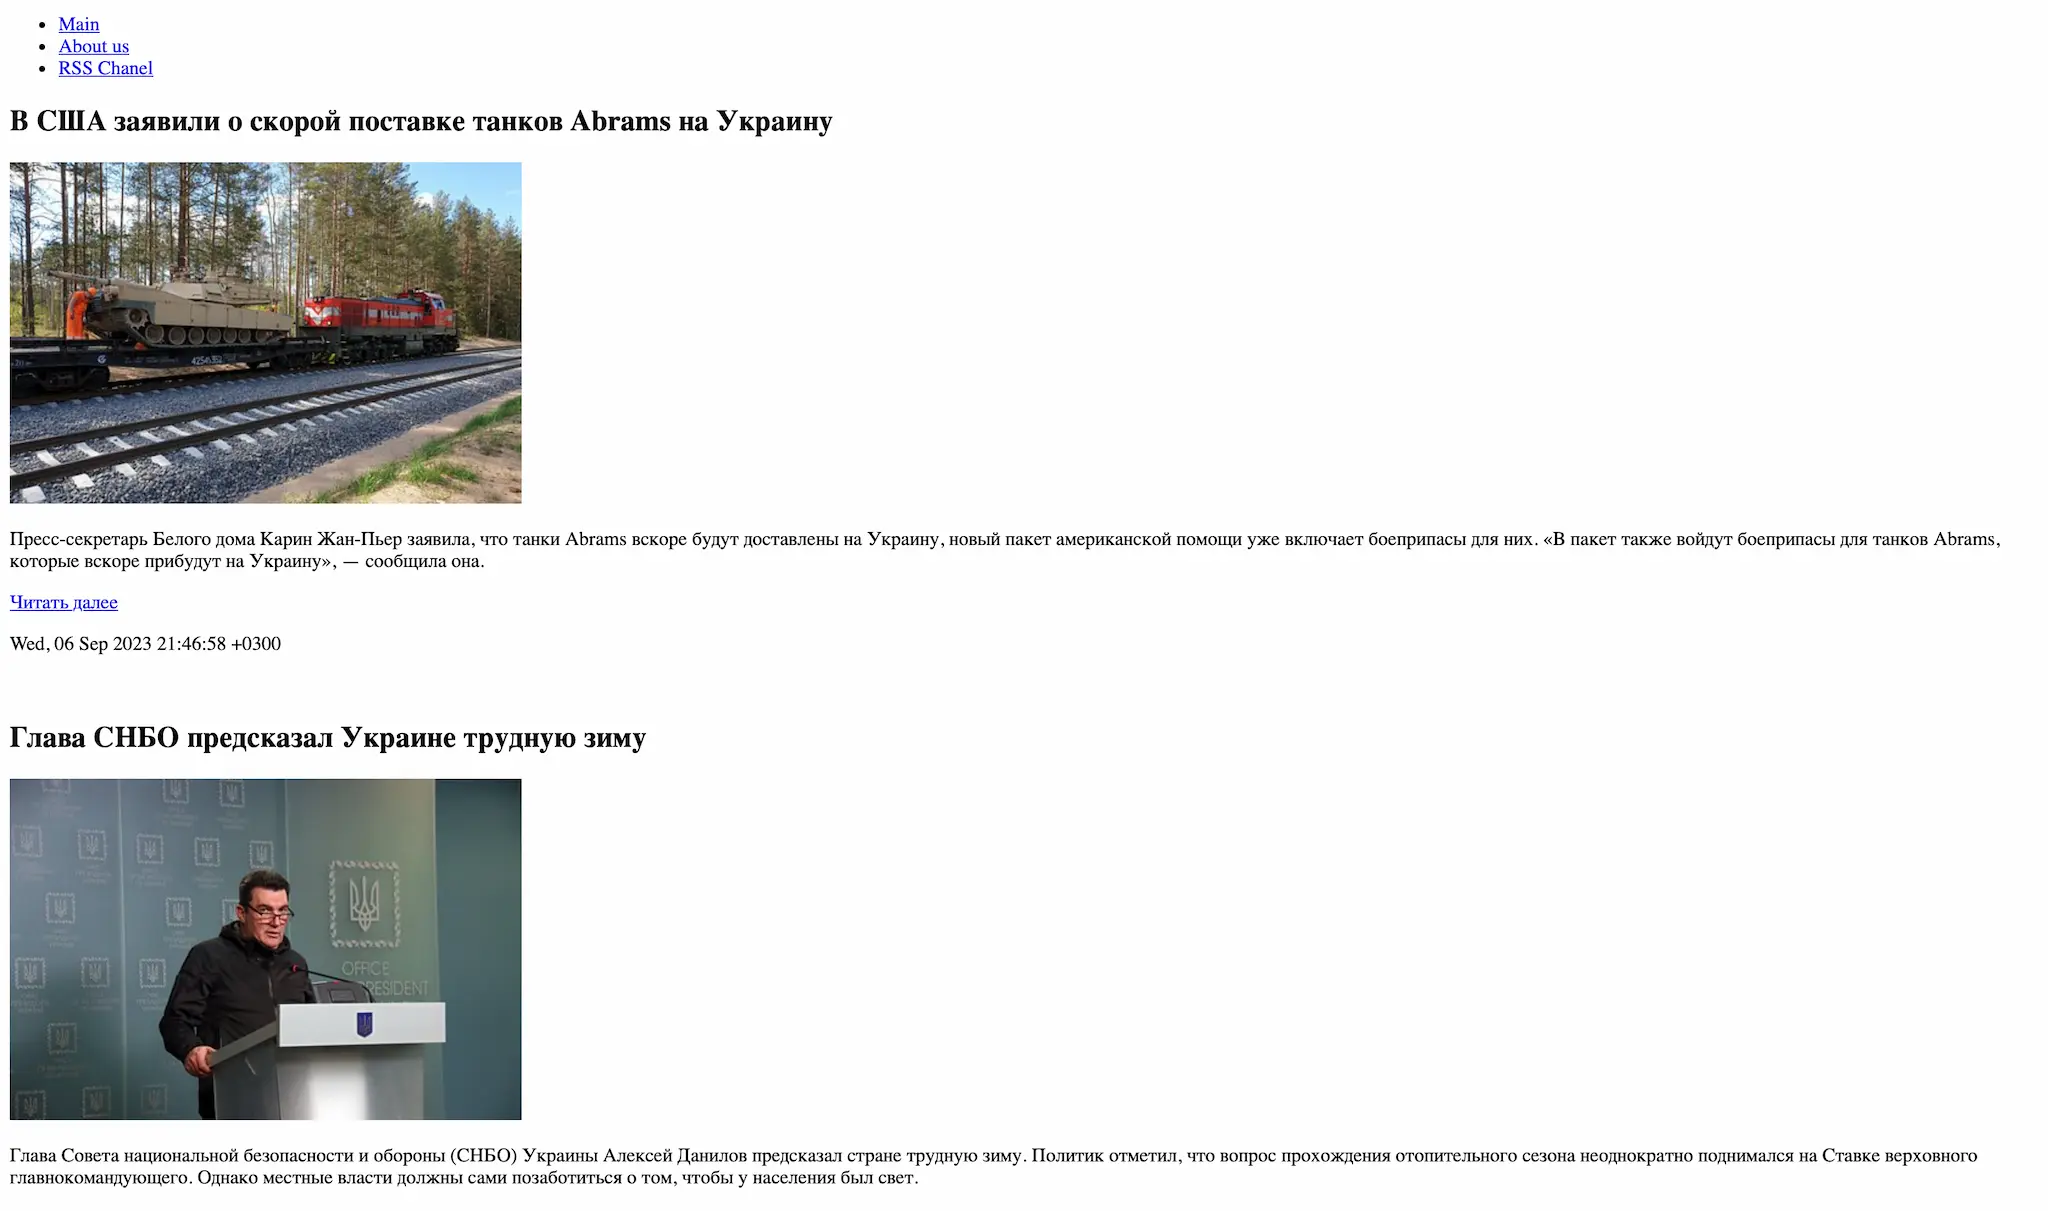 Main
About us
RSS Chanel
В США заявили о скорой поставке танков Abrams на Украину
42545352
Пресс-секретарь Белого дома Карин Жан-Пьер заявила, что танки Abrams вскоре будут доставлены на Украину, новый пакет американской помощи уже включает боеприпасы для них. «В пакет также войдут боеприпасы для танков Abrams,
которые вскоре прибудут на Украину», — сообщила она.
Читать далее
Wed, 06 Sep 2023 21:46:58 +0300
Глава СНБО предсказал Украине трудную зиму
OFFICE
PRESIDENT
Глава Совета национальной безопасности и обороны (СНБО) Украины Алексей Данилов предсказал стране трудную зиму. Политик отметил, что вопрос прохождения отопительного сезона неоднократно поднимался на Ставке верховного
главнокомандующего. Однако местные власти должны сами позаботиться о том, чтобы у населения был свет.